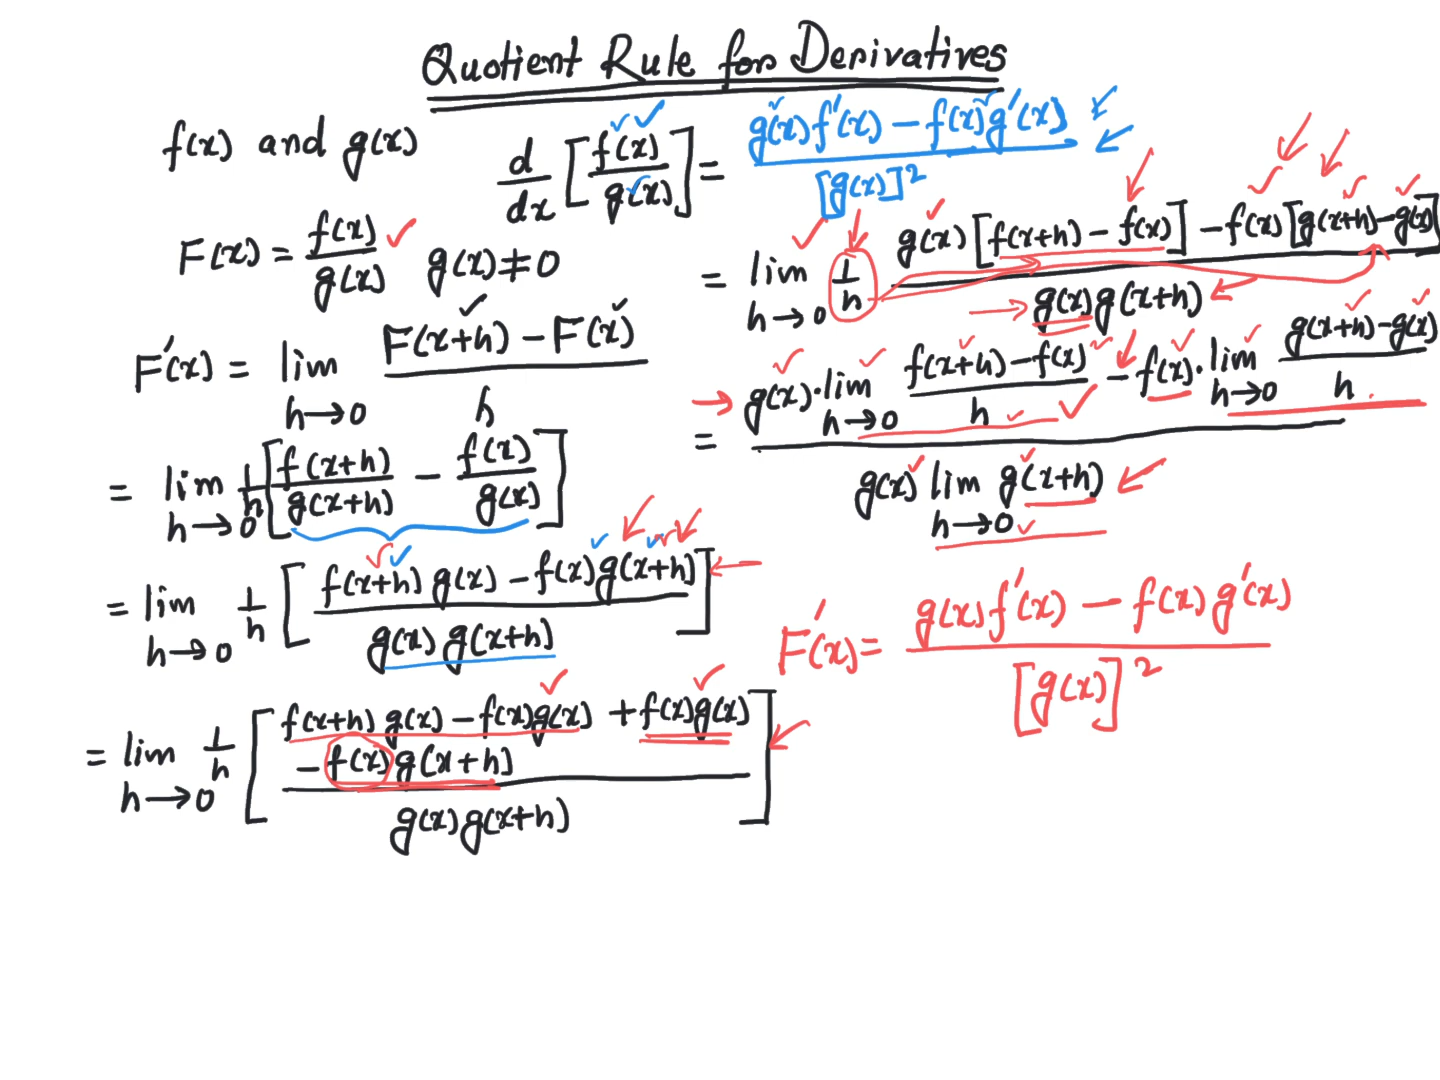 Quotient Rule for Derivatives
f(x) and g(x)
d/dx [f(x)/g(x)] = (g(x)f'(x) − f(x)g'(x))/[g(x)]²
F(x) = f(x)/g(x) g(x) ≠ 0
F'(x) = lim h→0 (F(x+h) − F(x))/h
= lim h→0 1/h [f(x+h)/g(x+h) − f(x)/g(x)]
= lim h→0 1/h [(f(x+h) g(x) − f(x)g(x+h))/(g(x) g(x+h))]
= lim h→0 1/h [(f(x+h) g(x) − f(x)g(x) + f(x)g(x) − f(x)g(x+h))/(g(x)g(x+h))]
= lim h→0 1/h (g(x)[f(x+h) − f(x)] − f(x)[g(x+h) − g(x)])/(g(x)g(x+h))
= (g(x)·lim h→0 (f(x+h) − f(x))/h − f(x)·lim h→0 (g(x+h) − g(x))/h)/(g(x) lim h→0 g(x+h))
F'(x) = (g(x)f'(x) − f(x)g'(x))/[g(x)]²